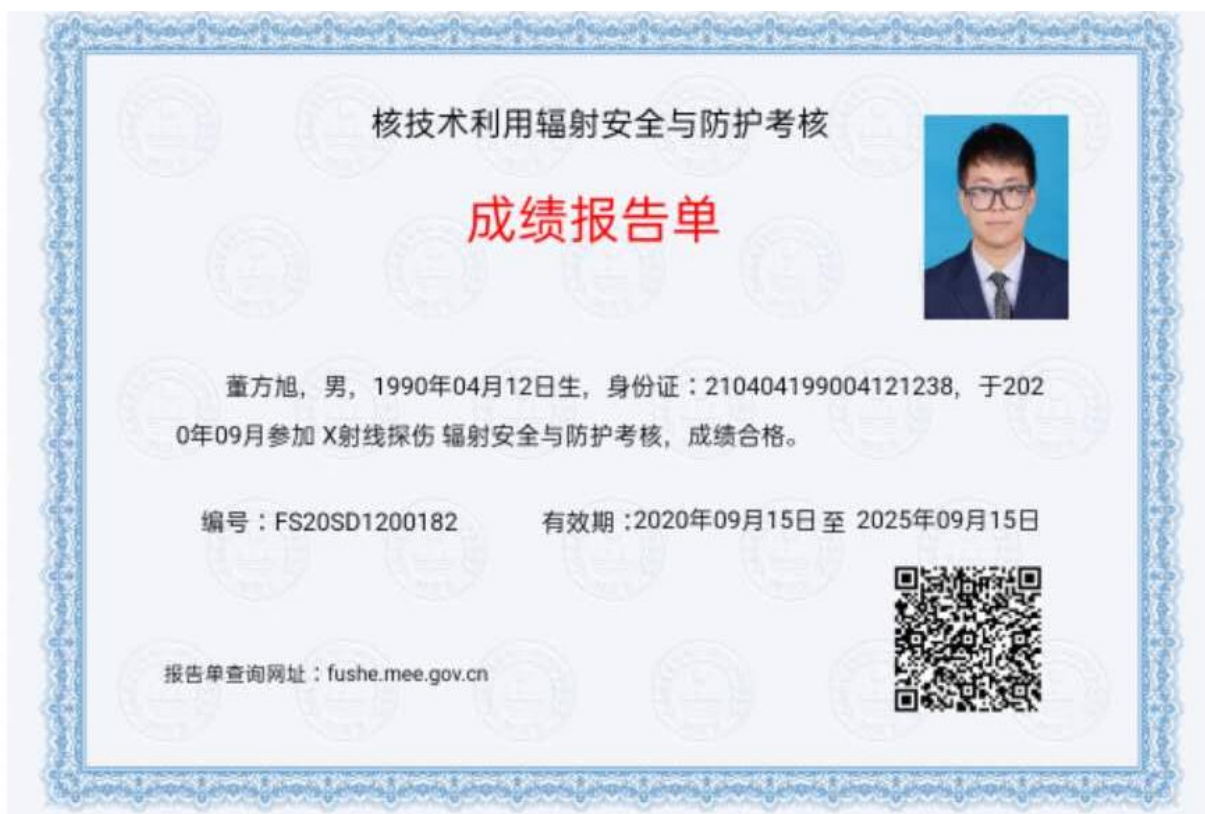 核技术利用辐射安全与防护考核
成绩报告单
董方旭，男，1990年04月12日生，身份证：210404199004121238，于202
0年09月参加 X射线探伤 辐射安全与防护考核，成绩合格。
编号：FS20SD1200182 有效期：2020年09月15日 至 2025年09月15日
报告单查询网址：fushe.mee.gov.cn